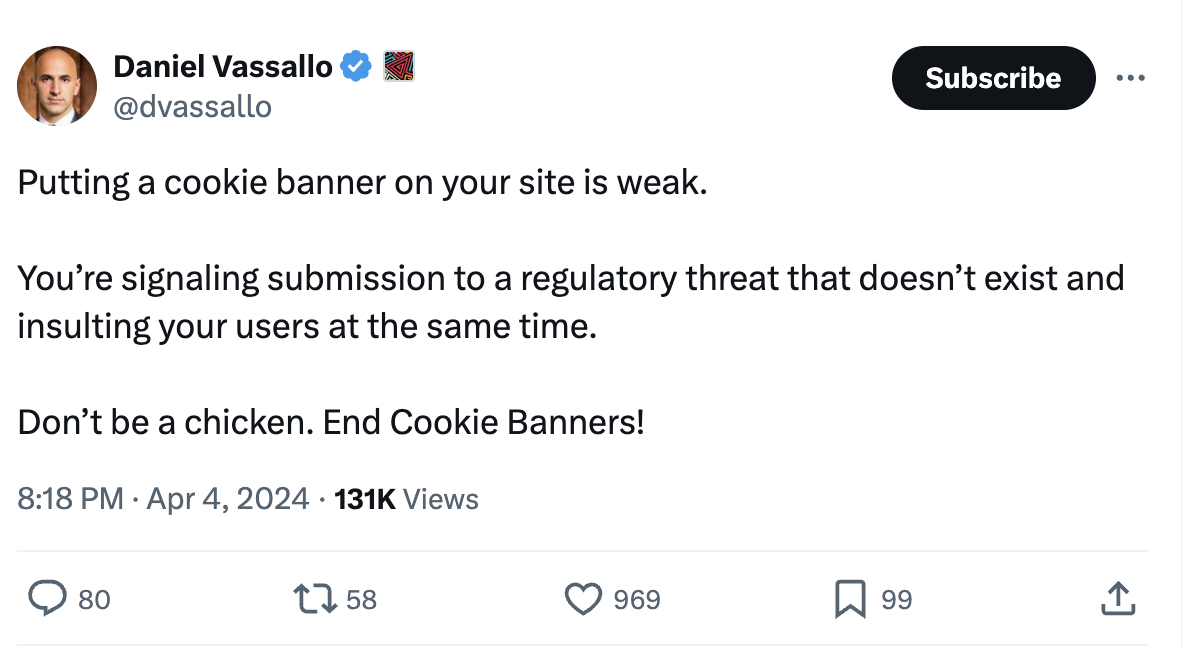 Daniel Vassallo
@dvassallo
Subscribe
Putting a cookie banner on your site is weak.
You’re signaling submission to a regulatory threat that doesn’t exist and
insulting your users at the same time.
Don’t be a chicken. End Cookie Banners!
8:18 PM · Apr 4, 2024 · 131K Views
80 58 969 99